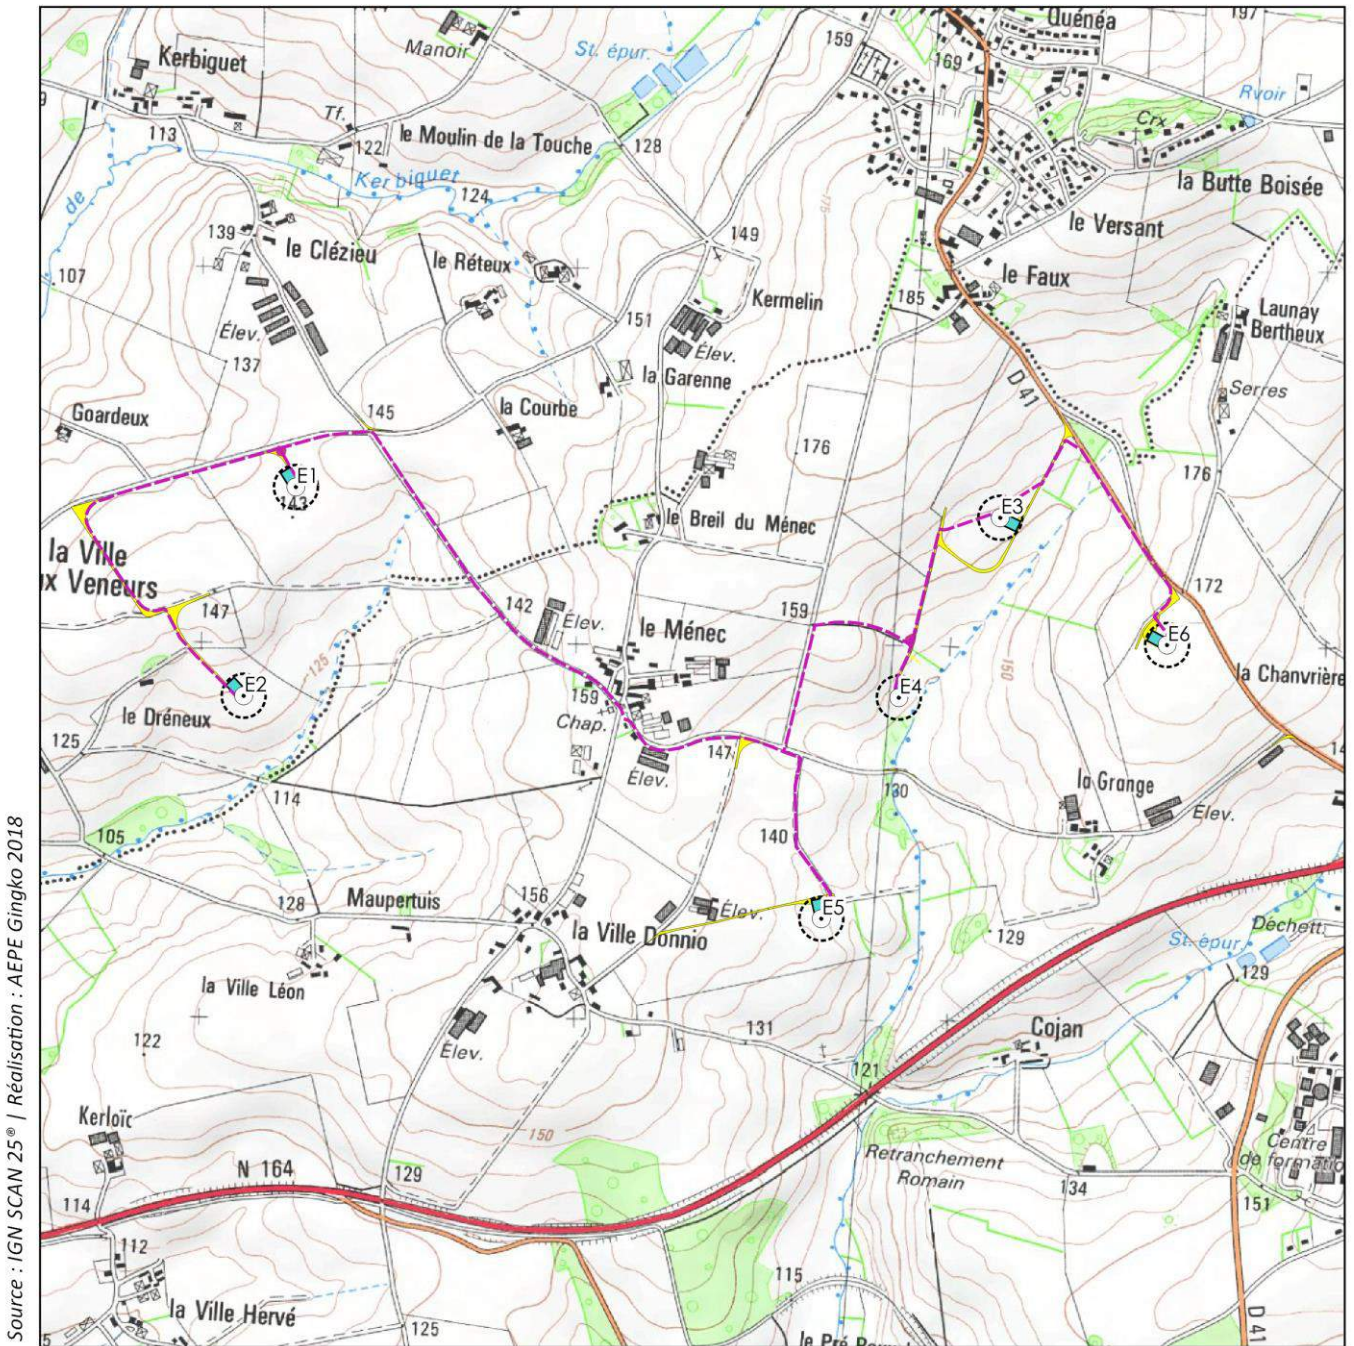 Quénéa
197
Kerbiguet
Manoir
St. épur.
159
169
Rvoir
Tf.
Crx
113
122
le Moulin de la Touche
128
Kerbiguet
124
la Butte Boisée
de
175
139
le Clézieu
le Réteux
149
le Versant
107
Kermelin
185
le Faux
151
Launay
Bertheux
Élev.
137
Élev.
la Garenne
D 41
Serres
Goardeux
145
la Courbe
176
176
E1
143
E3
le Breil du Ménec
la Ville
ux Veneurs
147
142
159
172
Élev.
le Ménec
E6
125
150
E2
159
E4
la Chanvrière
le Dréneux
Chap.
125
147
Élev.
114
130
la Grange
Elev.
105
140
Maupertuis
156
128
Élev.
E5
la Ville Donnio
129
Déchett.
St. épur.
la Ville Léon
129
131
Cojan
122
Élev.
121
Kerloïc
150
Centre
de formatio
N 164
129
Retranchement
Romain
134
151
114
112
115
la Ville Hervé
125
D 41
Source : IGN SCAN 25® | Réalisation : AEPE Gingko 2018